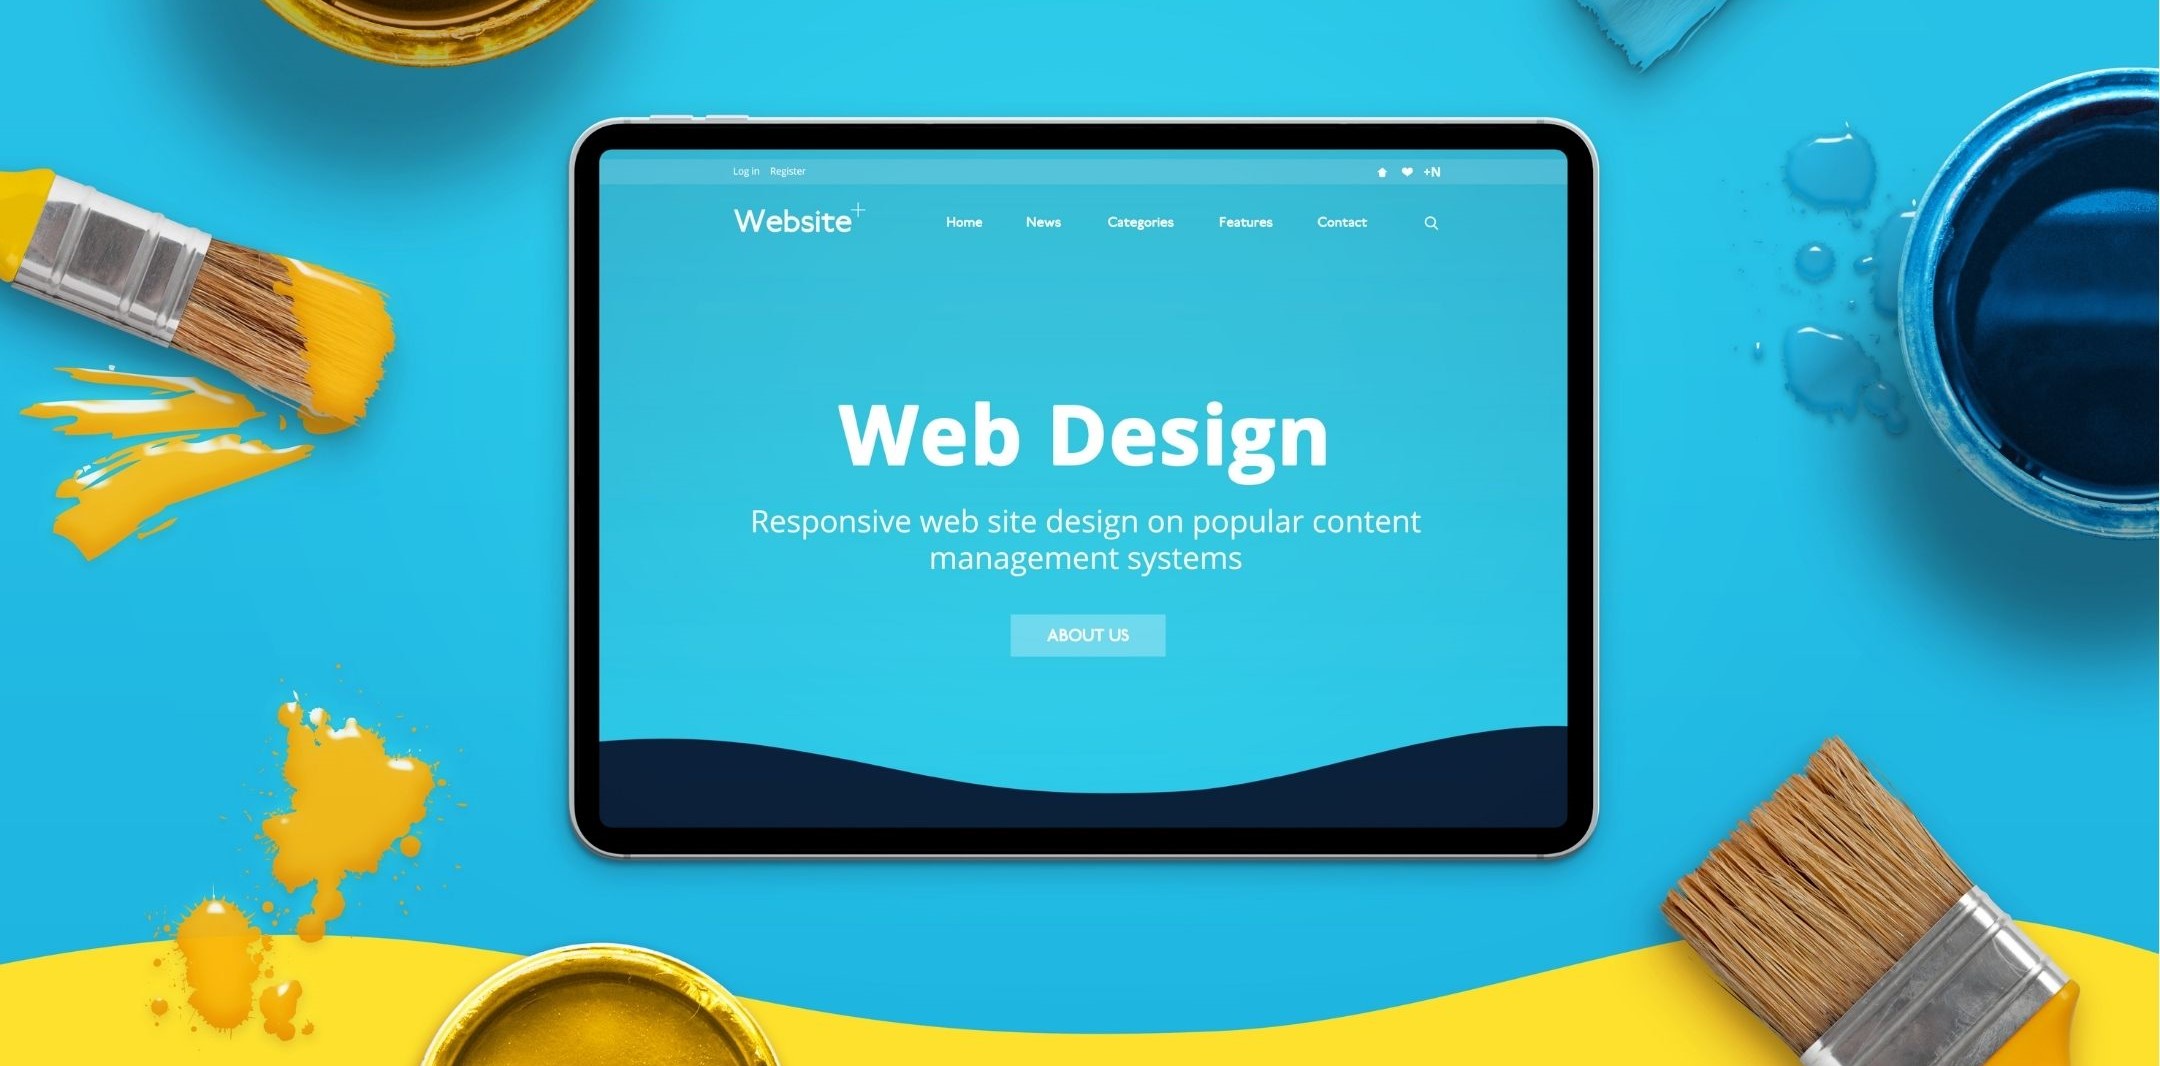 Log in Register +N
Website+ Home News Categories Features Contact
Web Design
Responsive web site design on popular content
management systems
ABOUT US